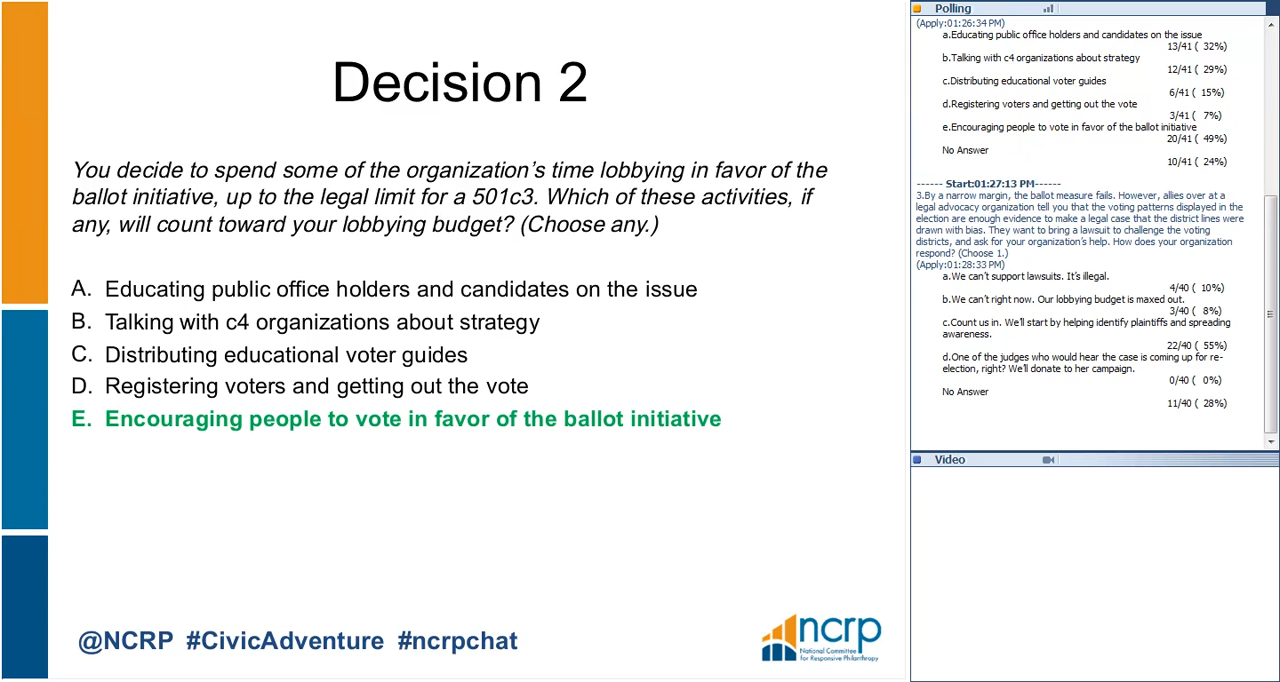 Decision 2
You decide to spend some of the organization's time lobbying in favor of the
ballot initiative, up to the legal limit for a 501c3. Which of these activities, if
any, will count toward your lobbying budget? (Choose any.)
A. Educating public office holders and candidates on the issue
B. Talking with c4 organizations about strategy
C. Distributing educational voter guides
D. Registering voters and getting out the vote
E. Encouraging people to vote in favor of the ballot initiative
@NCRP #CivicAdventure #ncrpchat
ncrp
National Committee
for Responsive Philanthropy
Polling
(Apply:01:26:34 PM)
a.Educating public office holders and candidates on the issue
13/41 ( 32%)
b.Talking with c4 organizations about strategy
12/41 ( 29%)
c.Distributing educational voter guides
6/41 ( 15%)
d.Registering voters and getting out the vote
3/41 ( 7%)
e.Encouraging people to vote in favor of the ballot initiative
20/41 ( 49%)
No Answer
10/41 ( 24%)
------ Start:01:27:13 PM------
3.By a narrow margin, the ballot measure fails. However, allies over at a
legal advocacy organization tell you that the voting patterns displayed in the
election are enough evidence to make a legal case that the district lines were
drawn with bias. They want to bring a lawsuit to challenge the voting
districts, and ask for your organization's help. How does your organization
respond? (Choose 1.)
(Apply:01:28:33 PM)
a.We can't support lawsuits. It's illegal.
4/40 ( 10%)
b.We can't right now. Our lobbying budget is maxed out.
3/40 ( 8%)
c.Count us in. We'll start by helping identify plaintiffs and spreading
awareness.
22/40 ( 55%)
d.One of the judges who would hear the case is coming up for re-
election, right? We'll donate to her campaign.
0/40 ( 0%)
No Answer
11/40 ( 28%)
Video